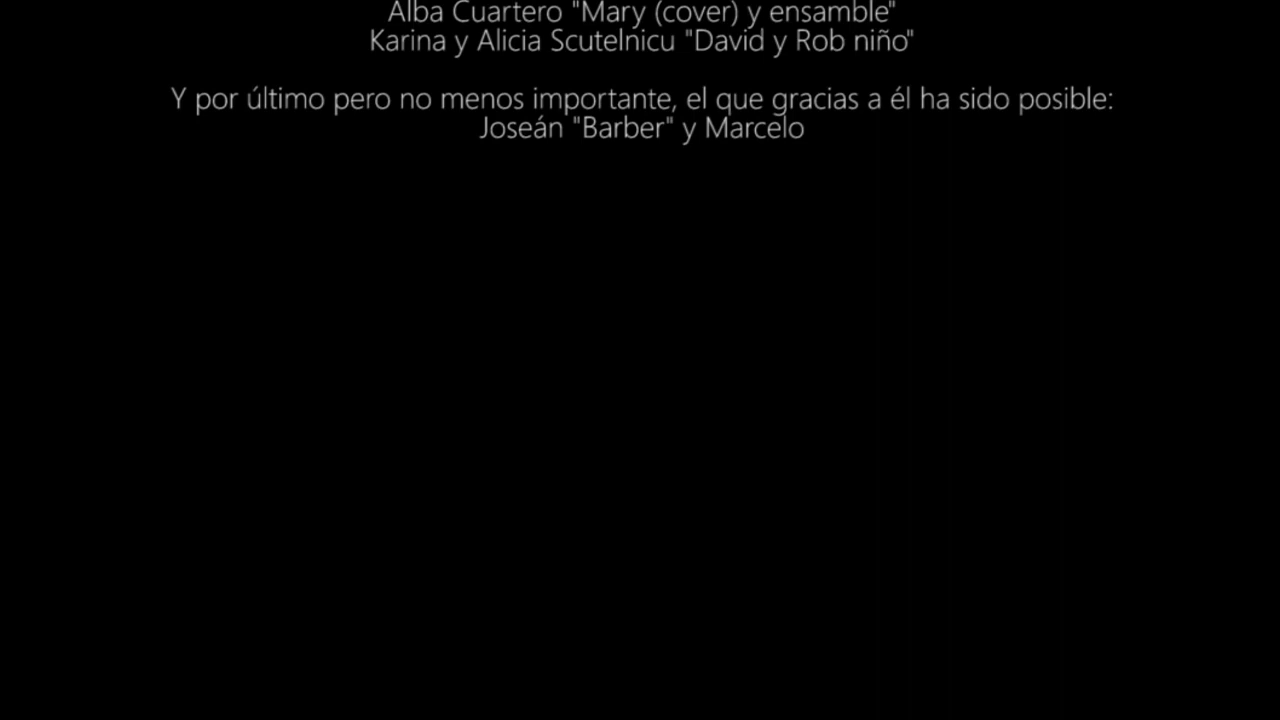 Alba Cuartero "Mary (cover) y ensamble"
Karina y Alicia Scutelnicu "David y Rob niño"
Y por último pero no menos importante, el que gracias a él ha sido posible:
Joseán "Barber" y Marcelo